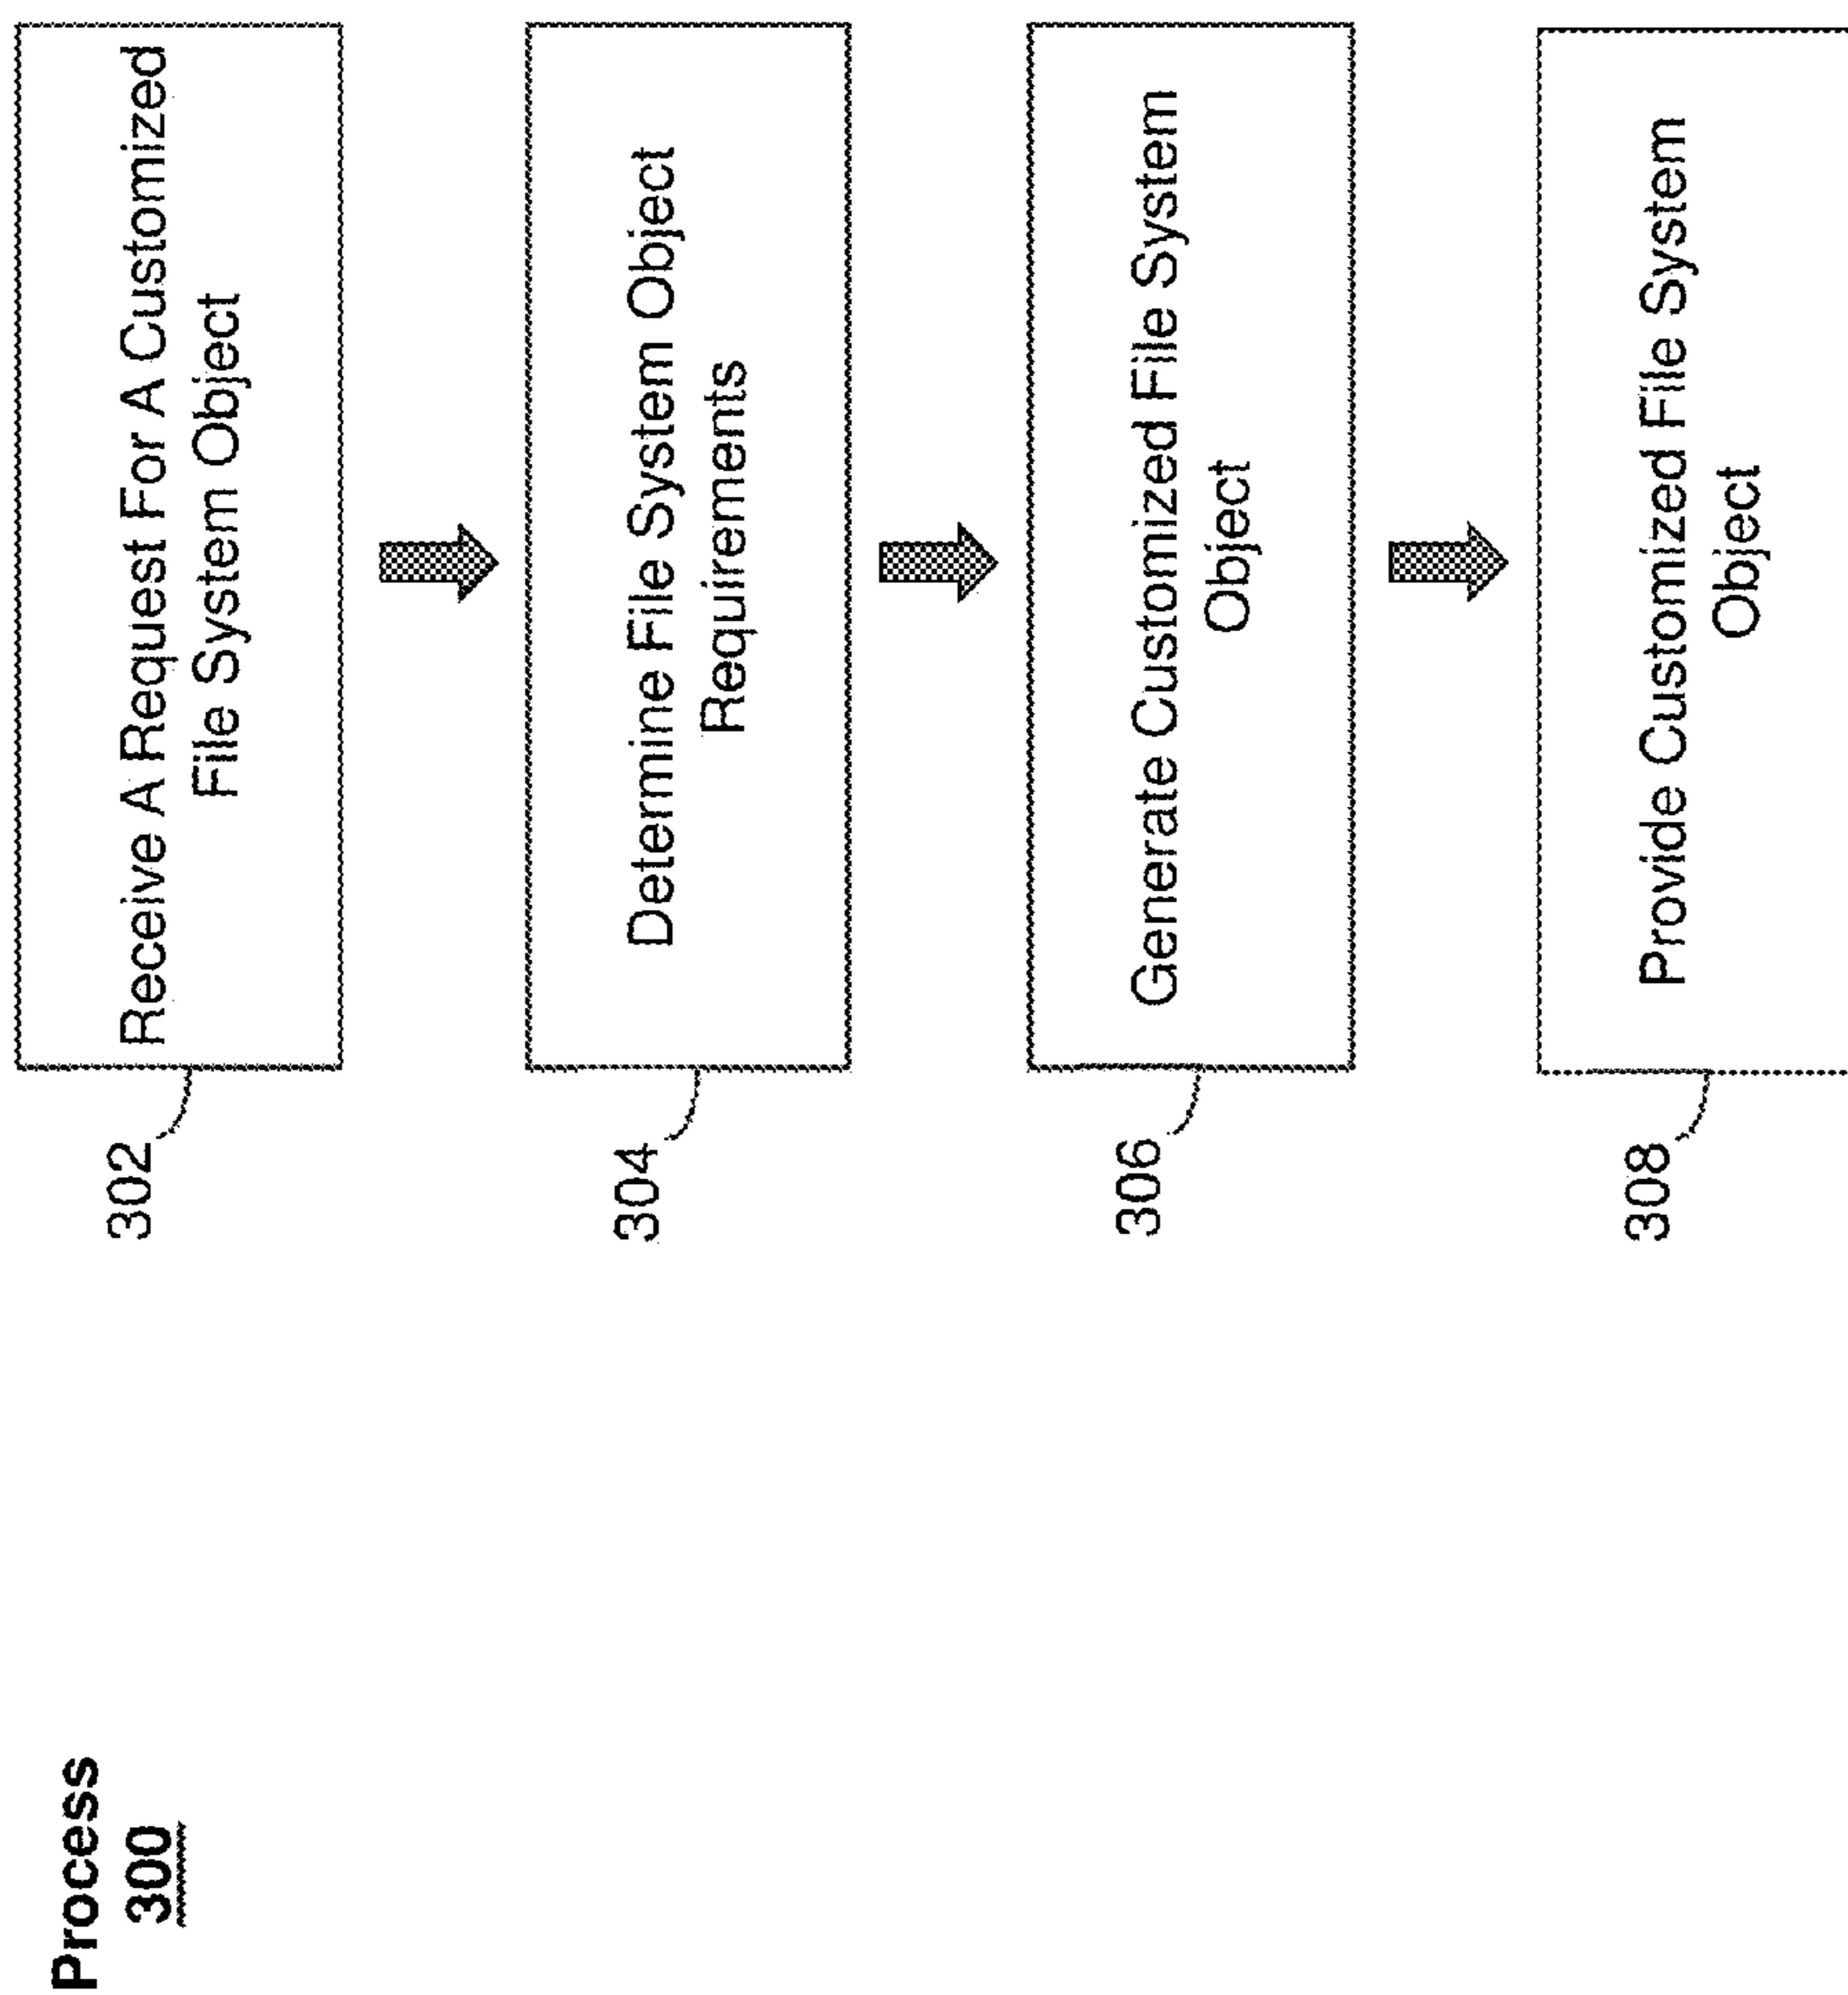 Process
300
302
Receive A Request For A Customized
File System Object
304
Determine File System Object
Requirements
306
Generate Customized File System
Object
308
Provide Customized File System
Object